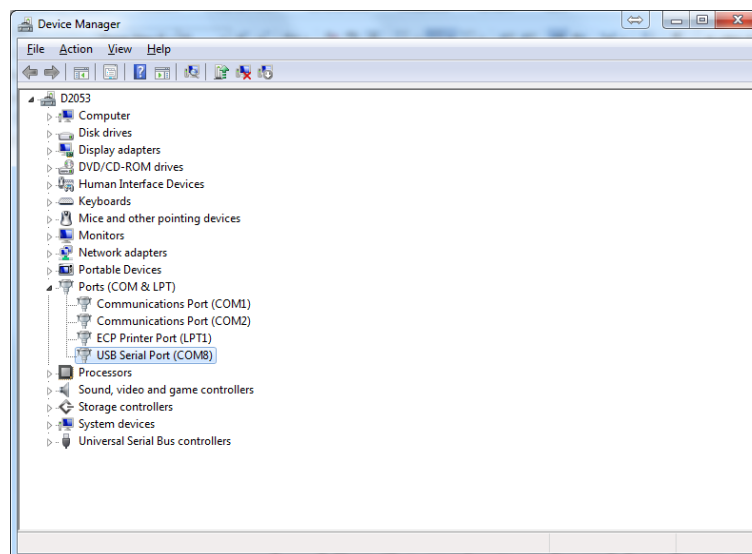 Device Manager
File Action View Help
D2053
Computer
Disk drives
Display adapters
DVD/CD-ROM drives
Human Interface Devices
Keyboards
Mice and other pointing devices
Monitors
Network adapters
Portable Devices
Ports (COM & LPT)
Communications Port (COM1)
Communications Port (COM2)
ECP Printer Port (LPT1)
USB Serial Port (COM8)
Processors
Sound, video and game controllers
Storage controllers
System devices
Universal Serial Bus controllers